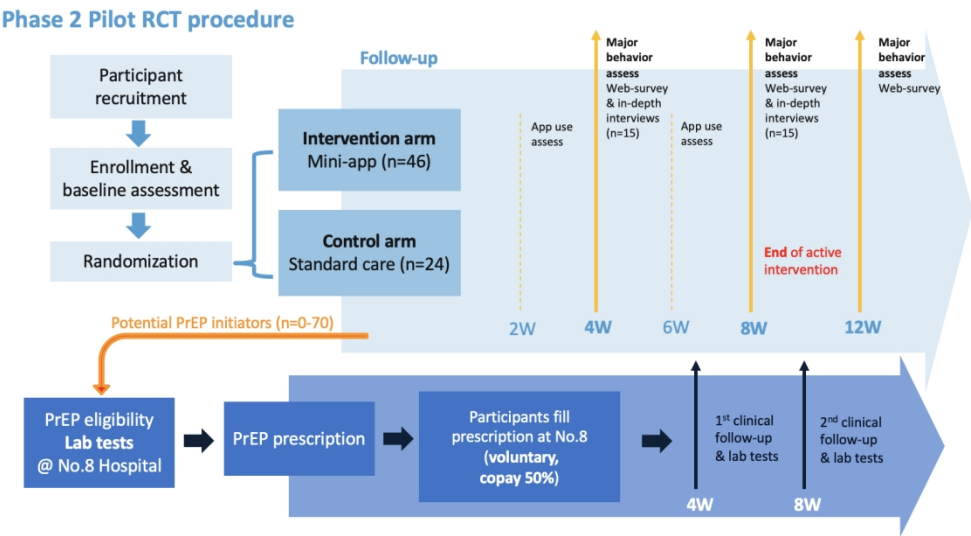 Phase 2 Pilot RCT procedure
Participant
recruitment
Enrollment &
baseline assessment
Randomization
Intervention arm
Mini-app (n=46)
Control arm
Standard care (n=24)
Follow-up
2W
App use
assess
4W
Major
behavior
assess
Web-survey
& in-depth
interviews
(n=15)
6W
App use
assess
8W
Major
behavior
assess
Web-survey
& in-depth
interviews
(n=15)
End of active
intervention
12W
Major
behavior
assess
Web-survey
Potential PrEP initiators (n=0-70)
PrEP eligibility
Lab tests
@ No.8 Hospital
PrEP prescription
Participants fill
prescription at No.8
(voluntary,
copay 50%)
4W
1st clinical
follow-up
& lab tests
8W
2nd clinical
follow-up
& lab tests